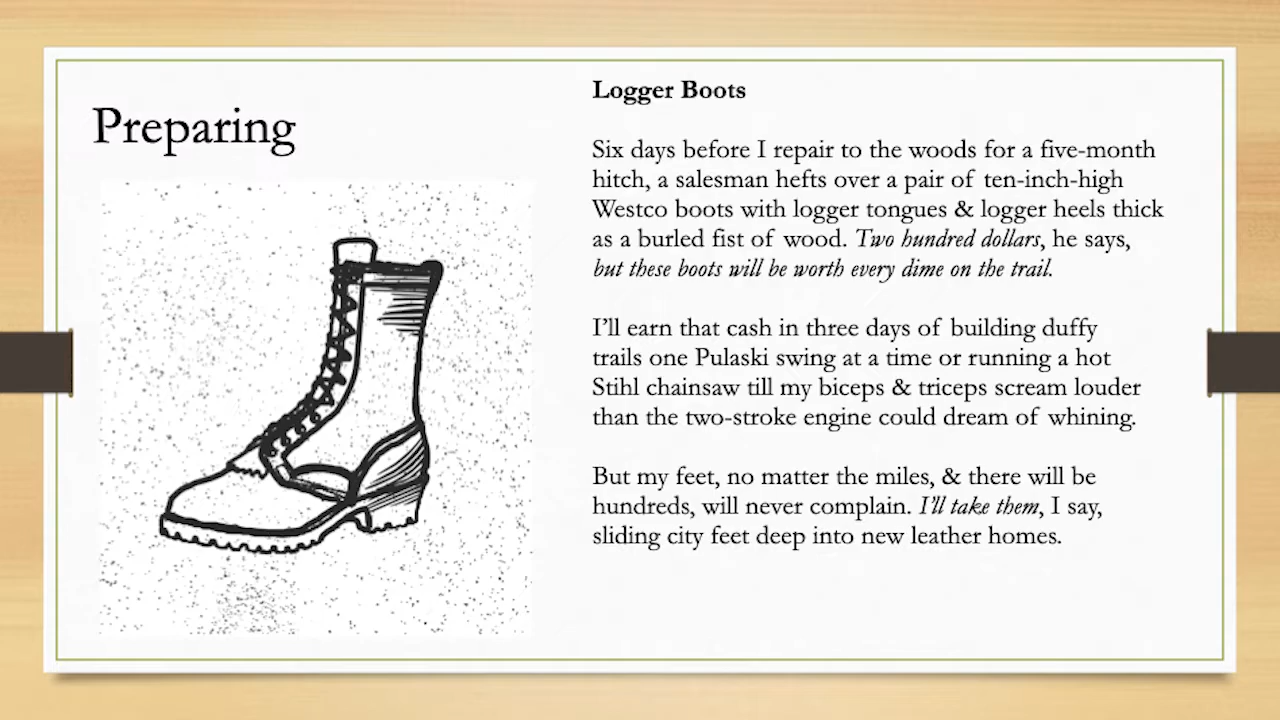 Preparing
Logger Boots
Six days before I repair to the woods for a five-month
hitch, a salesman hefts over a pair of ten-inch-high
Westco boots with logger tongues & logger heels thick
as a burled fist of wood. Two hundred dollars, he says,
but these boots will be worth every dime on the trail.
I'll earn that cash in three days of building duffy
trails one Pulaski swing at a time or running a hot
Stihl chainsaw till my biceps & triceps scream louder
than the two-stroke engine could dream of whining.
But my feet, no matter the miles, & there will be
hundreds, will never complain. I'll take them, I say,
sliding city feet deep into new leather homes.